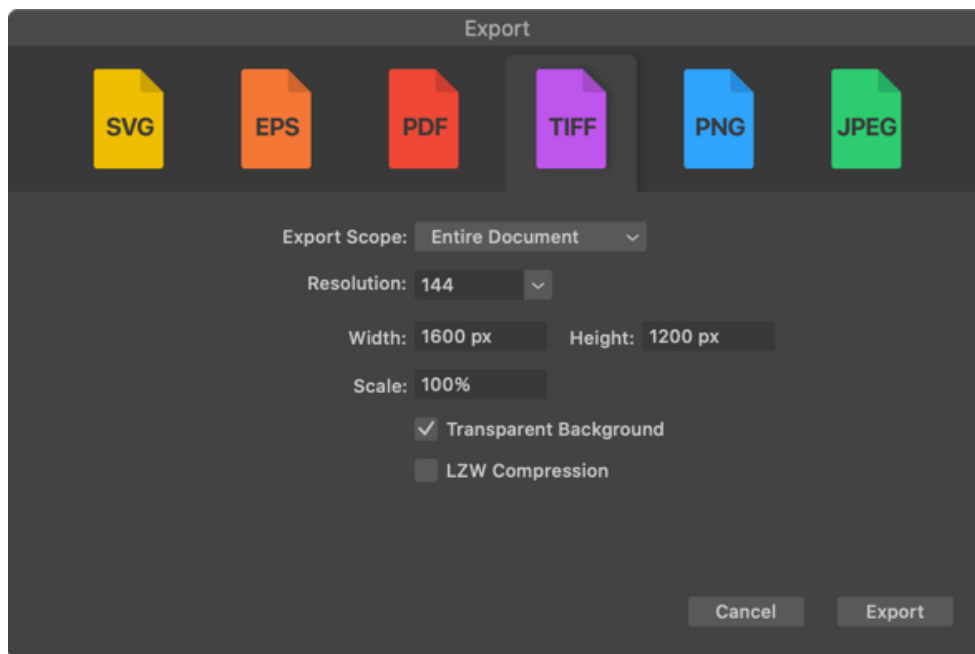 Export
SVG EPS PDF TIFF PNG JPEG
Export Scope: Entire Document
Resolution: 144
Width: 1600 px Height: 1200 px
Scale: 100%
Transparent Background
LZW Compression
Cancel Export